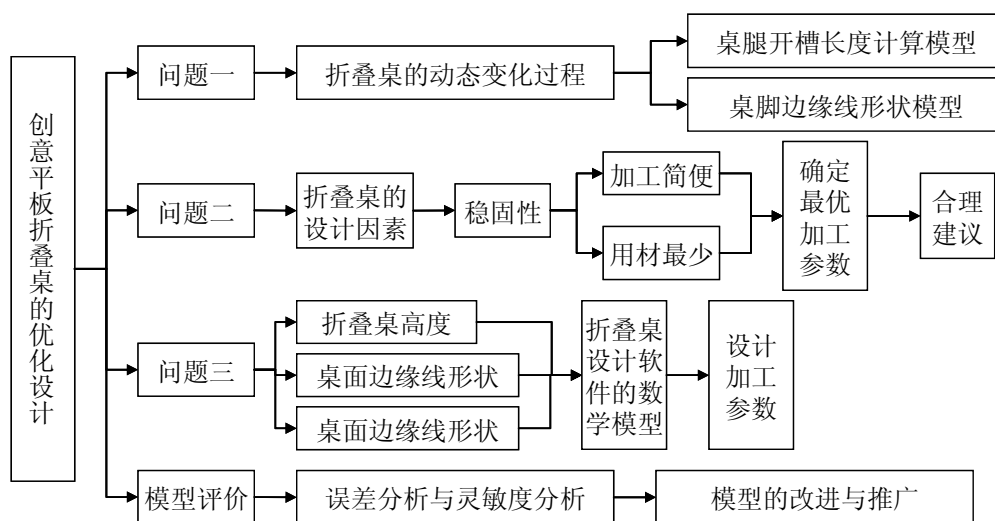 创意平板折叠桌的优化设计
问题一
折叠桌的动态变化过程
桌腿开槽长度计算模型
桌脚边缘线形状模型
问题二
折叠桌的
设计因素
稳固性
加工简便
用材最少
确定
最优
加工
参数
合理
建议
问题三
折叠桌高度
桌面边缘线形状
桌面边缘线形状
折叠桌
设计软
件的数
学模型
设计
加工
参数
模型评价
误差分析与灵敏度分析
模型的改进与推广